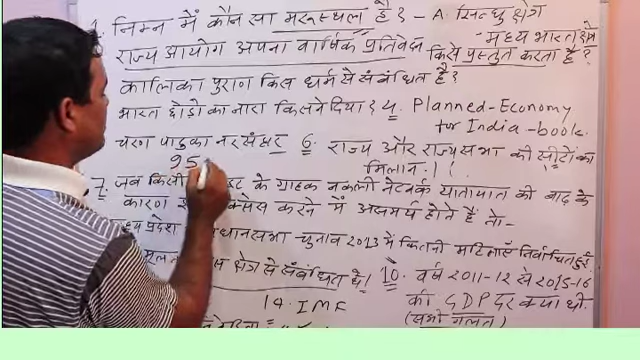 1. निम्न में कौन सा मरूस्थल है? - A. सिन्धु क्षेत्र
- मध्य भारत क्षेत्र
राज्य आयोग अपना वार्षिक प्रतिवेदन किसे प्रस्तुत करता है?
कालिका पुराण किस धर्म से संबंधित है?
भारत छोड़ो का नारा किसने दिया? 4. Planned-Economy
for India-book.
चरण पादुका नरसंहार 6. राज्य और राज्यसभा की सीटों का
95 मिलान।
7. जब किसी के ग्राहक नकली नेटवर्क यातायात की बाढ़ के
कारण करने में असमर्थ होते हैं तो-
प्रदेश विधानसभा चुनाव 2013 में कितनी महिलाएँ निर्वाचित हुई
क्षेत्र से संबंधित है। 10. वर्ष 2011-12 से 2015-16
14. IMF की GDP दर क्या थी
(सभी गलत)